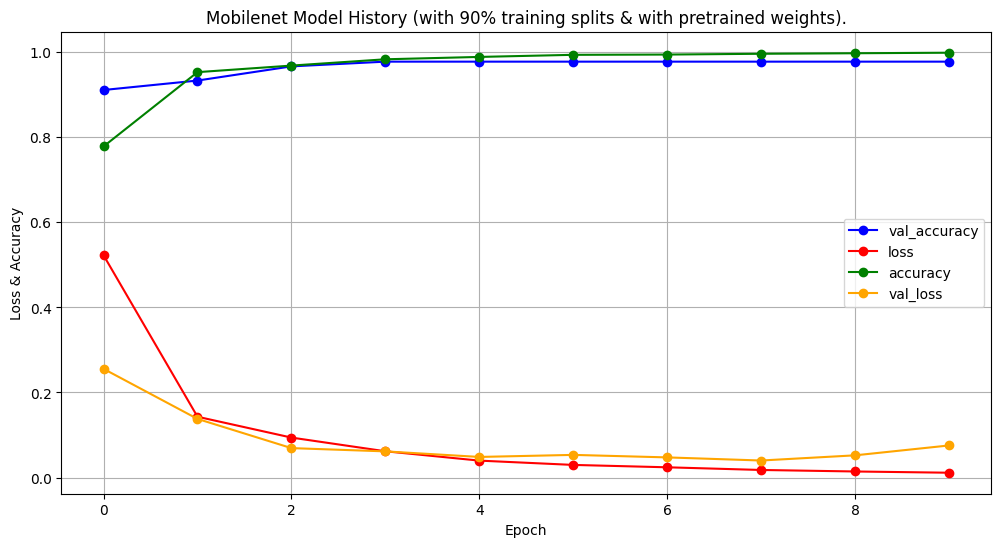 Mobilenet Model History (with 90% training splits & with pretrained weights).
Loss & Accuracy
1.0
0.8
0.6
0.4
0.2
0.0
val_accuracy
loss
accuracy
val_loss
0 2 4 6 8
Epoch